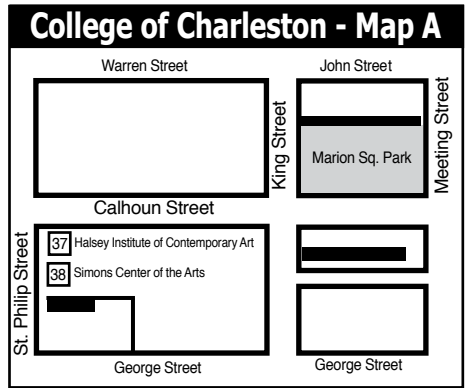 College of Charleston - Map A
Warren Street
John Street
King Street
Meeting Street
Marion Sq. Park
Calhoun Street
St. Philip Street
37 Halsey Institute of Contemporary Art
38 Simons Center of the Arts
George Street
George Street